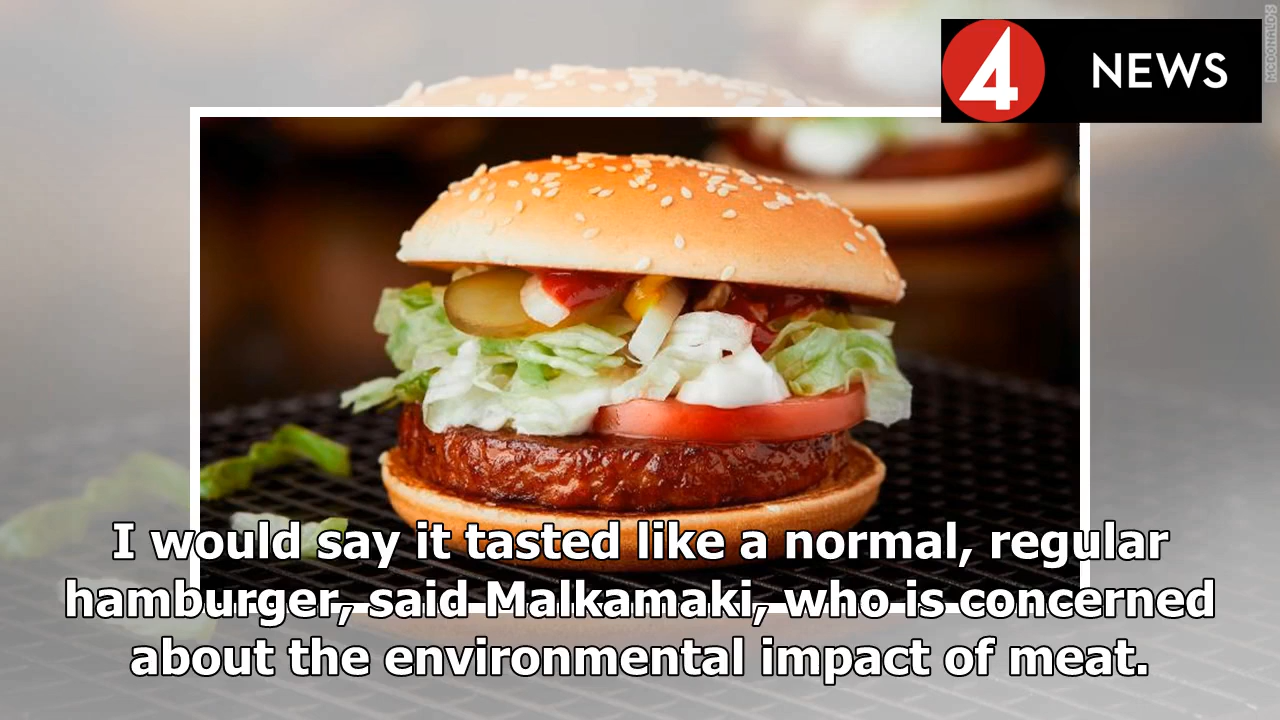 4 NEWS
MCDONALD'S
I would say it tasted like a normal, regular
hamburger, said Malkamaki, who is concerned
about the environmental impact of meat.